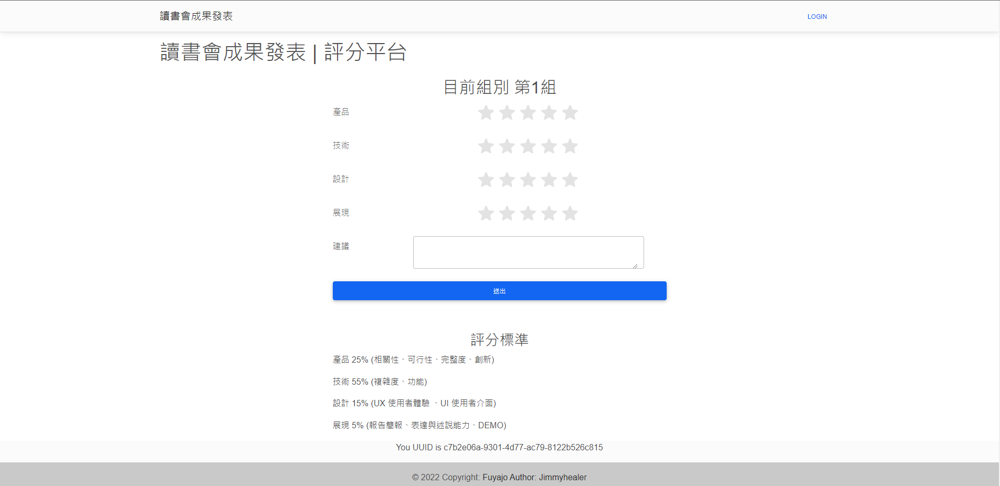 讀書會成果發表
LOGIN
讀書會成果發表 | 評分平台
目前組別 第1組
產品
技術
設計
展現
建議
送出
評分標準
產品 25% (相關性、可行性、完整度、創新)
技術 55% (複雜度、功能)
設計 15% (UX 使用者體驗 、UI 使用者介面)
展現 5% (報告簡報、表達與述說能力、DEMO)
You UUID is c7b2e06a-9301-4d77-ac79-8122b526c815
© 2022 Copyright: Fuyajo Author: Jimmyhealer